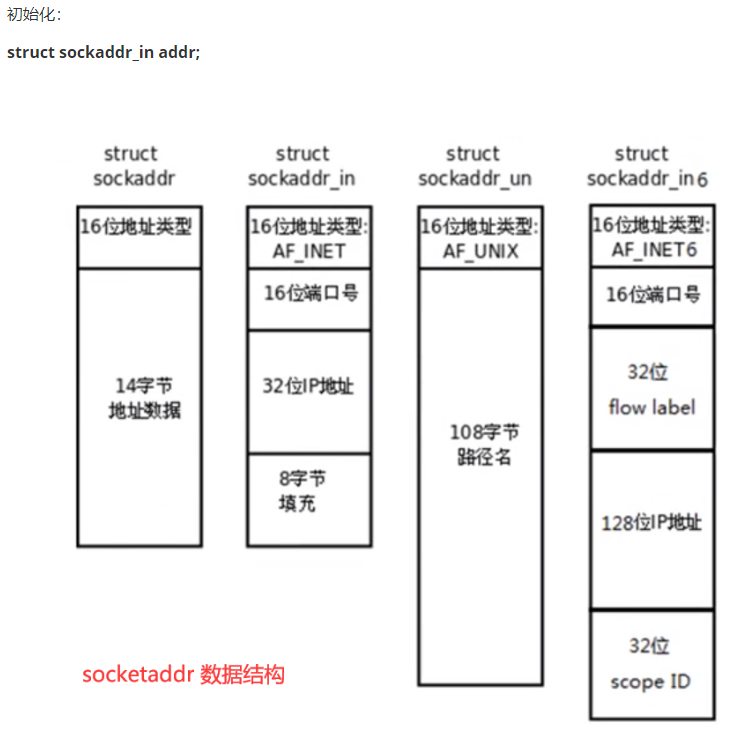 初始化：
struct sockaddr_in addr;
struct
sockaddr
struct
sockaddr_in
struct
sockaddr_un
struct
sockaddr_in6
16位地址类型
14字节
地址数据
16位地址类型:
AF_INET
16位端口号
32位IP地址
8字节
填充
16位地址类型:
AF_UNIX
108字节
路径名
16位地址类型:
AF_INET6
16位端口号
32位
flow label
128位IP地址
32位
scope ID
socketaddr 数据结构